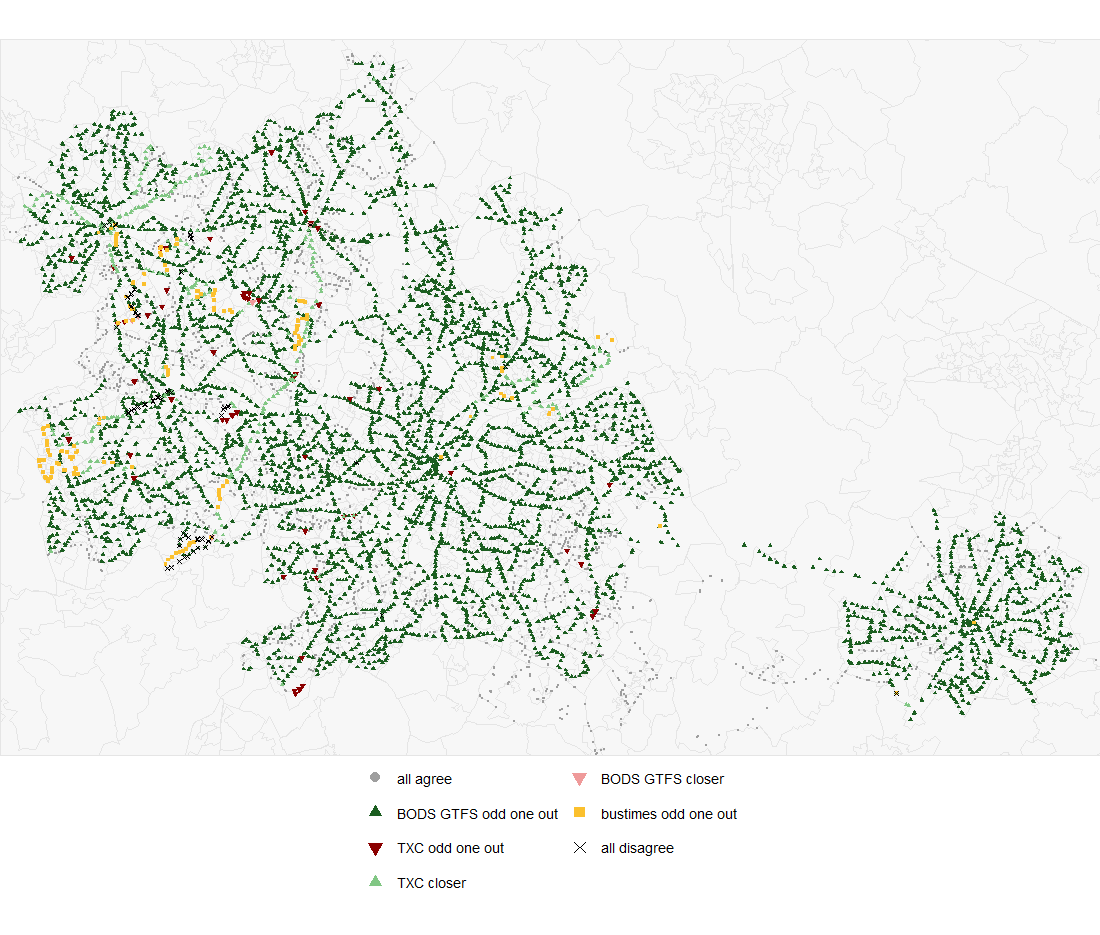 all agree
BODS GTFS odd one out
TXC odd one out
TXC closer
BODS GTFS closer
bustimes odd one out
all disagree